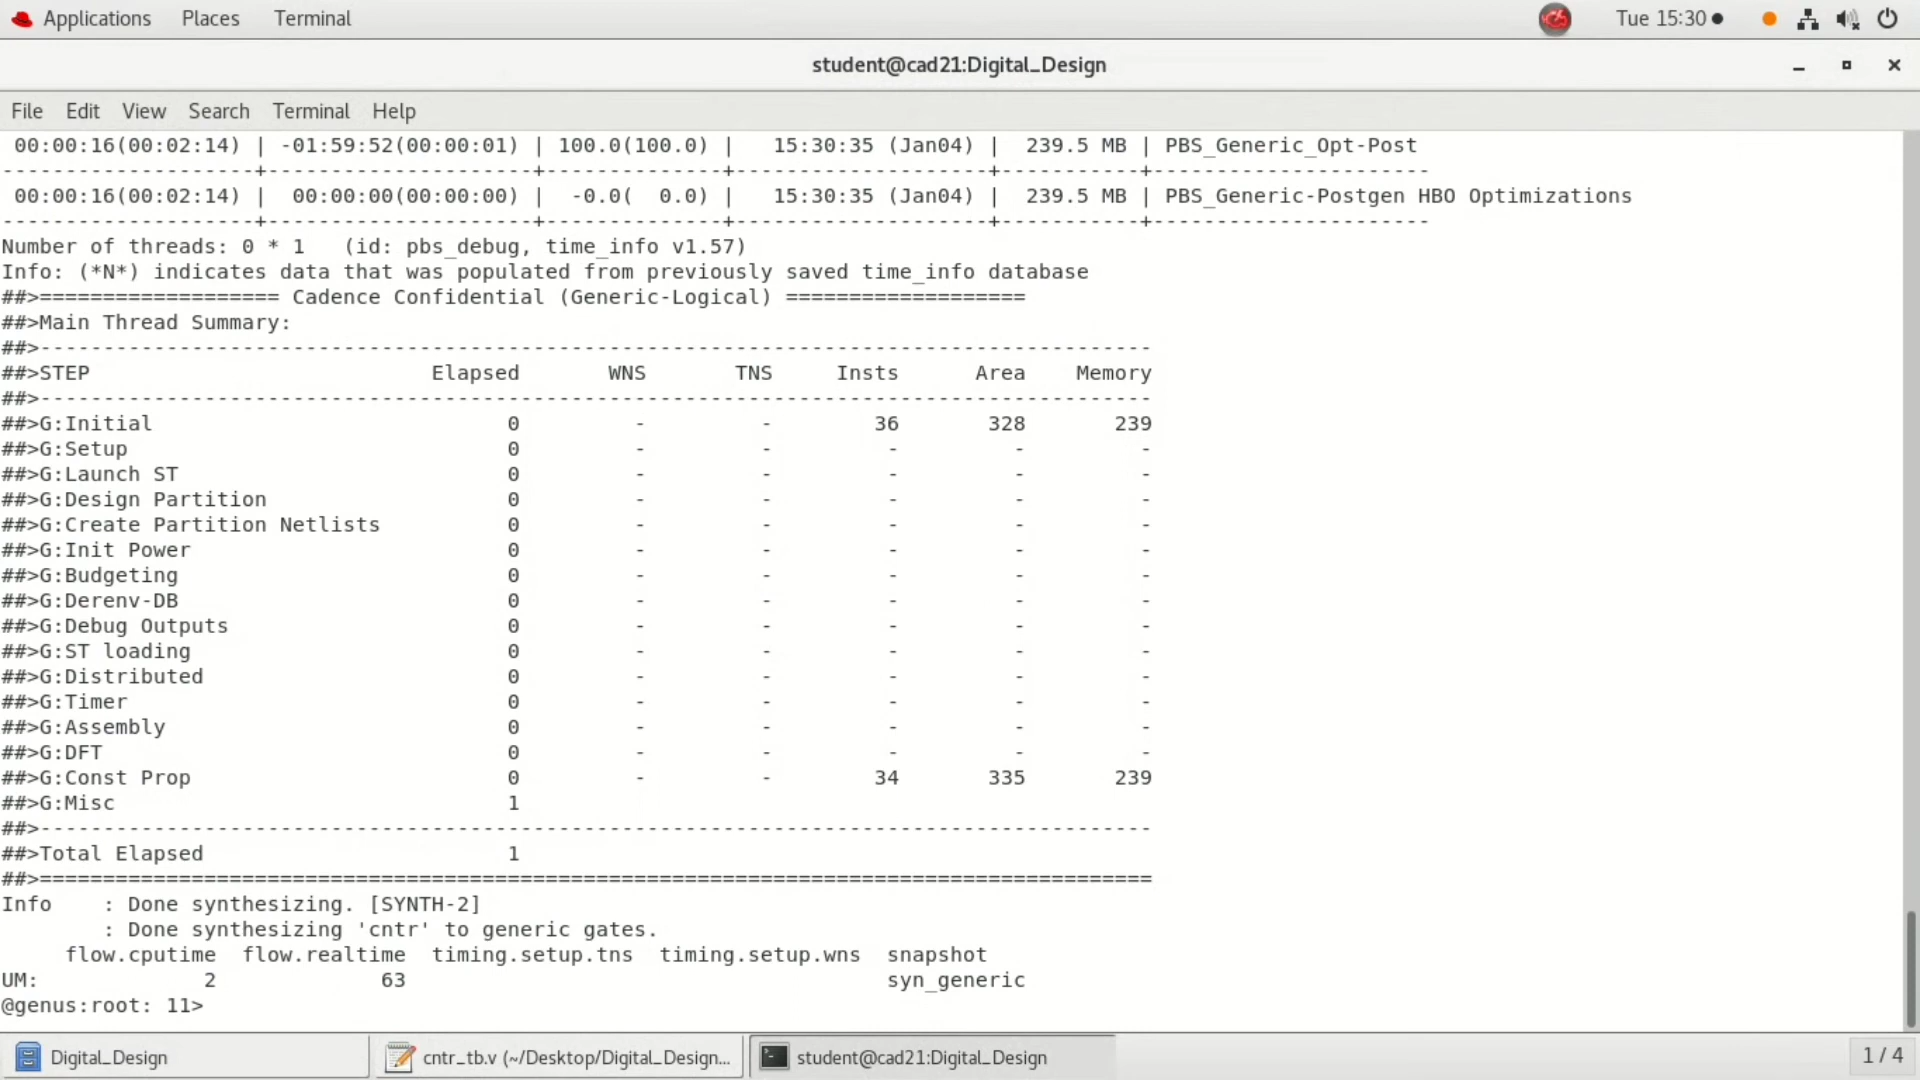 Applications Places Terminal Tue 15:30
student@cad21:Digital_Design
File Edit View Search Terminal Help
00:00:16(00:02:14) | -01:59:52(00:00:01) | 100.0(100.0) | 15:30:35 (Jan04) | 239.5 MB | PBS_Generic_Opt-Post
--------------------+---------------------+--------------+--------------------+-----------+----------------------
00:00:16(00:02:14) | 00:00:00(00:00:00) | -0.0( 0.0) | 15:30:35 (Jan04) | 239.5 MB | PBS_Generic-Postgen HBO Optimizations
--------------------+---------------------+--------------+--------------------+-----------+----------------------
Number of threads: 0 * 1 (id: pbs_debug, time_info v1.57)
Info: (*N*) indicates data that was populated from previously saved time_info database
##>=================== Cadence Confidential (Generic-Logical) ===================
##>Main Thread Summary:
##>----------------------------------------------------------------------------------------
##>STEP Elapsed WNS TNS Insts Area Memory
##>----------------------------------------------------------------------------------------
##>G:Initial 0 - - 36 328 239
##>G:Setup 0 - - - - -
##>G:Launch ST 0 - - - - -
##>G:Design Partition 0 - - - - -
##>G:Create Partition Netlists 0 - - - - -
##>G:Init Power 0 - - - - -
##>G:Budgeting 0 - - - - -
##>G:Derenv-DB 0 - - - - -
##>G:Debug Outputs 0 - - - - -
##>G:ST loading 0 - - - - -
##>G:Distributed 0 - - - - -
##>G:Timer 0 - - - - -
##>G:Assembly 0 - - - - -
##>G:DFT 0 - - - - -
##>G:Const Prop 0 - - 34 335 239
##>G:Misc 1
##>----------------------------------------------------------------------------------------
##>Total Elapsed 1
##>========================================================================================
Info : Done synthesizing. [SYNTH-2]
: Done synthesizing 'cntr' to generic gates.
flow.cputime flow.realtime timing.setup.tns timing.setup.wns snapshot
UM: 2 63 syn_generic
@genus:root: 11>
Digital_Design cntr_tb.v (~/Desktop/Digital_Design... student@cad21:Digital_Design 1 / 4